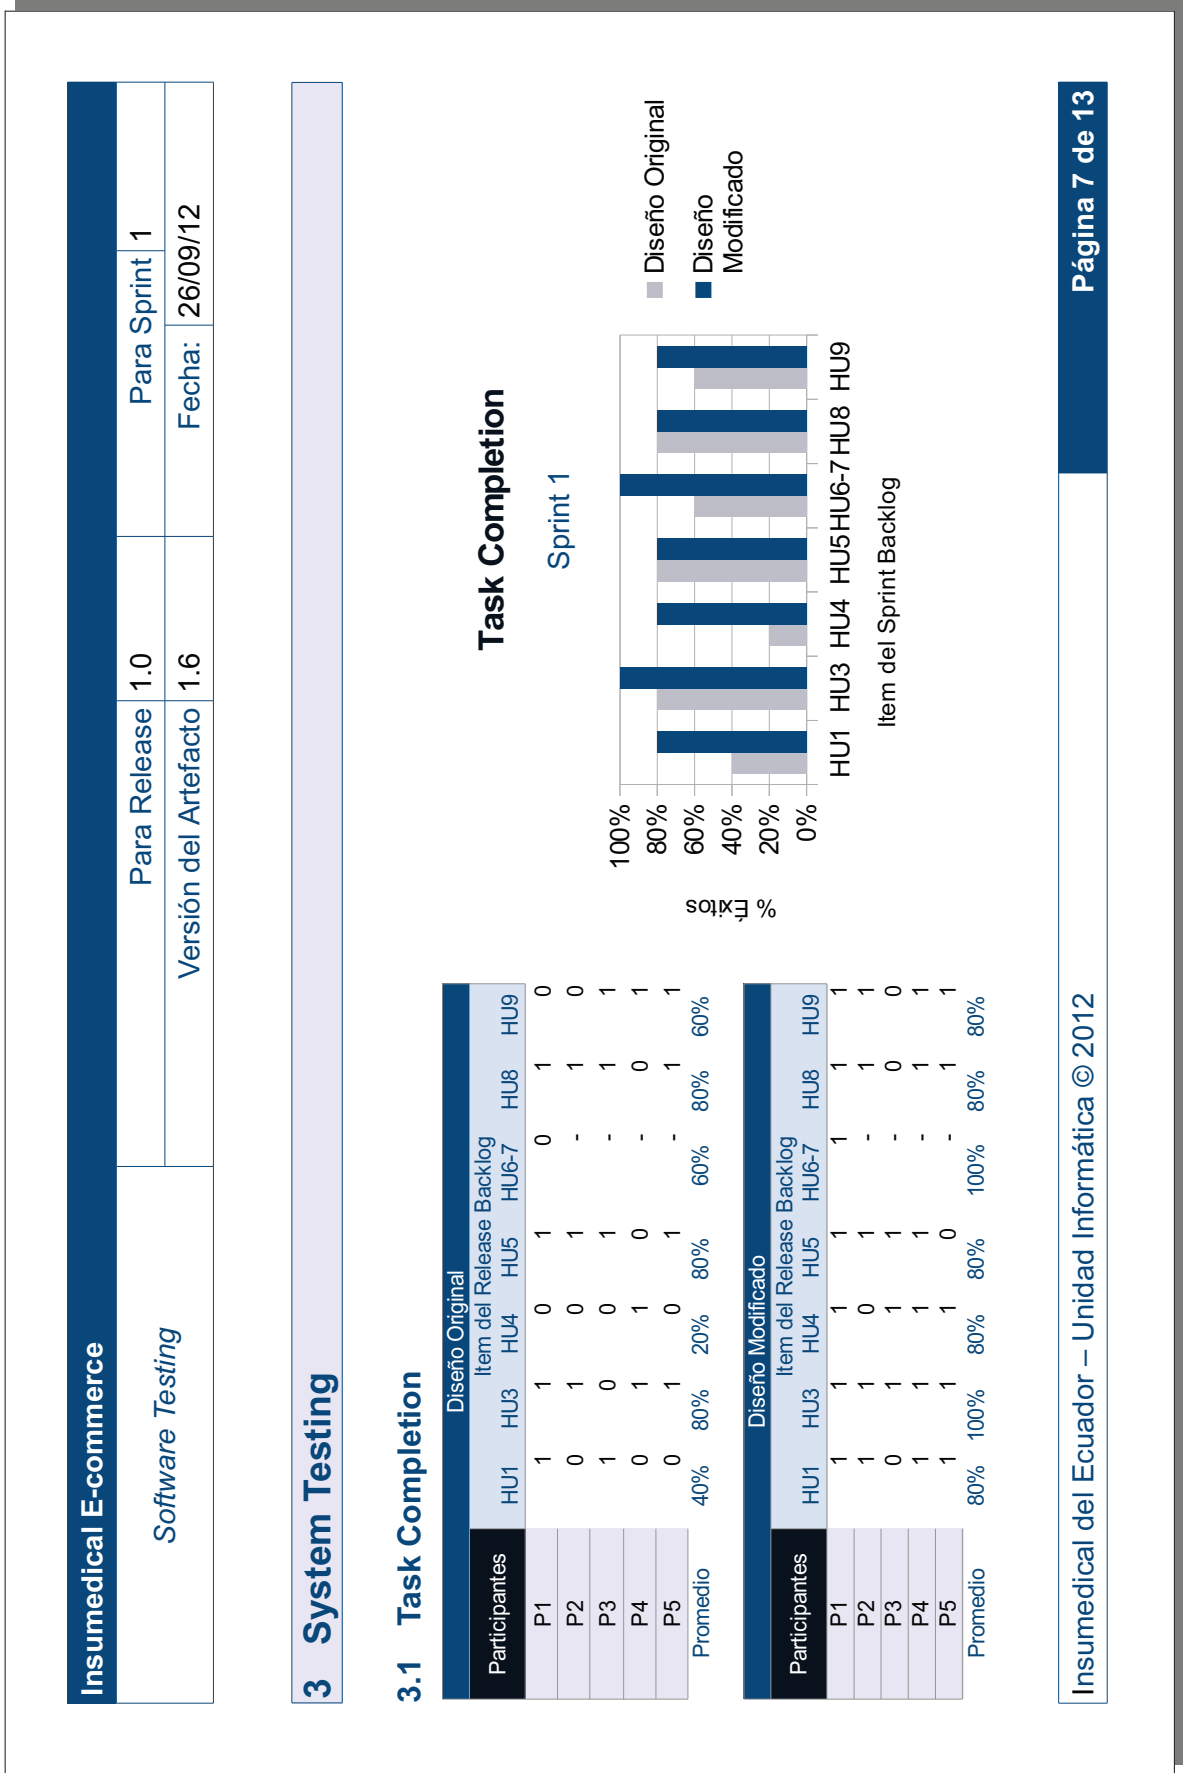 Insumedical E-commerce
Software Testing
Para Release 1.0 Para Sprint 1
Versión del Artefacto 1.6 Fecha: 26/09/12
3 System Testing
3.1 Task Completion
Diseño Original
Participantes Item del Release Backlog
HU1 HU3 HU4 HU5 HU6-7 HU8 HU9
P1 1 1 0 1 0 1 0
P2 0 1 0 1 - 1 0
P3 1 0 0 1 - 1 1
P4 0 1 1 0 - 0 1
P5 0 1 0 1 - 1 1
Promedio 40% 80% 20% 80% 60% 80% 60%
Diseño Modificado
Participantes Item del Release Backlog
HU1 HU3 HU4 HU5 HU6-7 HU8 HU9
P1 1 1 1 1 1 1 1
P2 1 1 0 1 - 1 1
P3 0 1 1 1 - 0 0
P4 1 1 1 1 - 1 1
P5 1 1 1 0 - 1 1
Promedio 80% 100% 80% 80% 100% 80% 80%
Task Completion
Sprint 1
% Éxitos
100%
80%
60%
40%
20%
0%
HU1 HU3 HU4 HU5 HU6-7 HU8 HU9
Item del Sprint Backlog
Diseño Original
Diseño
Modificado
Insumedical del Ecuador – Unidad Informática © 2012 Página 7 de 13